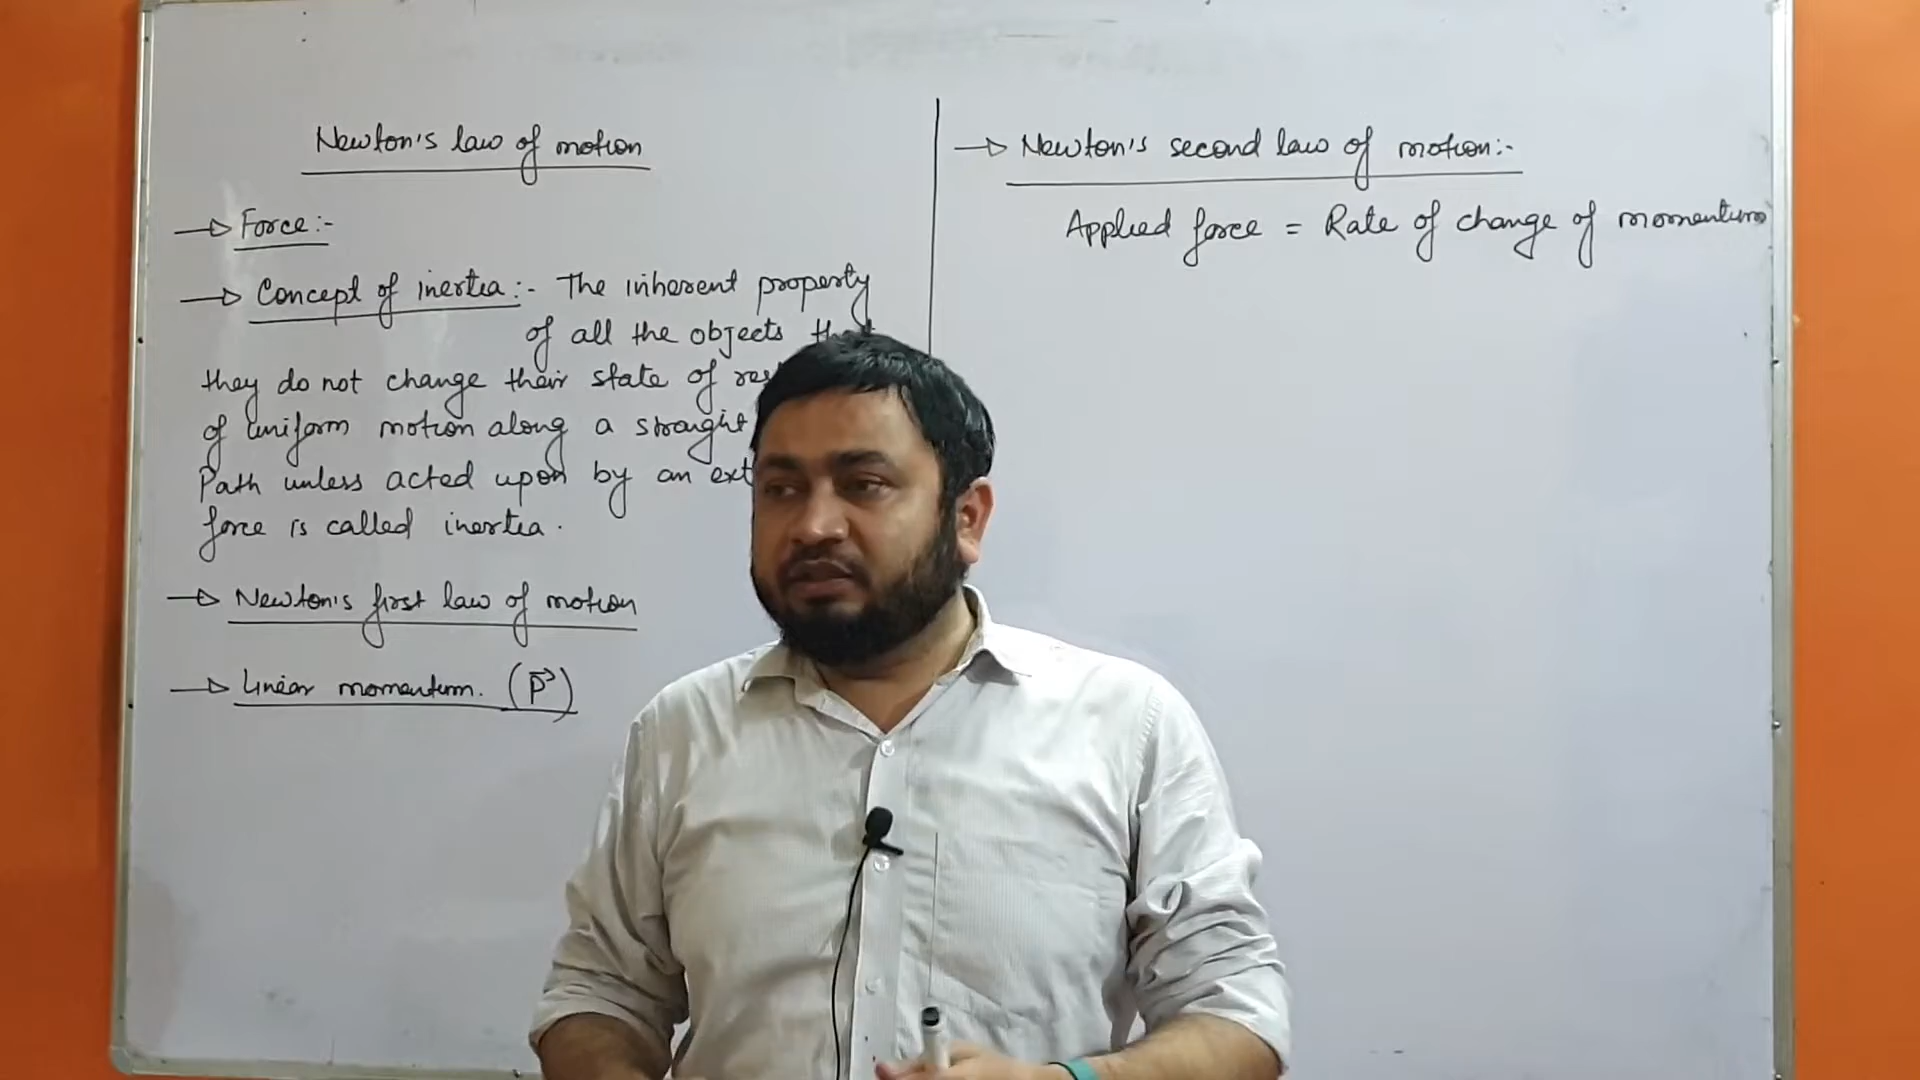 Newton's law of motion
→ Force:-
→ Concept of inertia:- The inherent property
of all the objects
they do not change their state of
of uniform motion along a straight
Path unless acted upon by an
force is called inertia.
→ Newton's first law of motion
→ Linear momentum. (P⃗)
→ Newton's second law of motion:-
Applied force = Rate of change of momentum